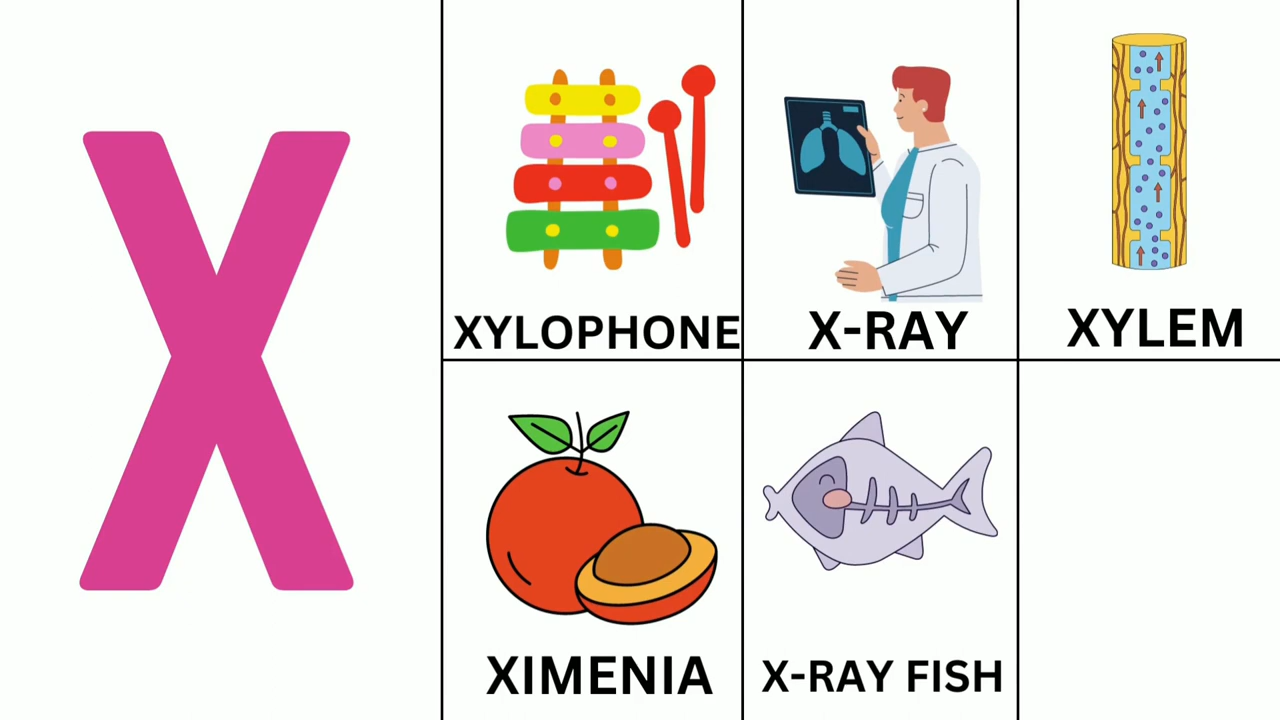 X
XYLOPHONE
X-RAY
XYLEM
XIMENIA
X-RAY FISH